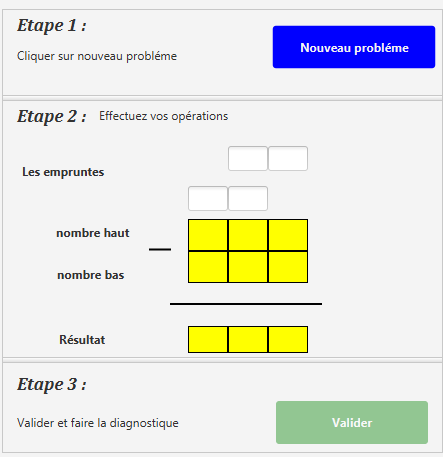 Etape 1 :
Cliquer sur nouveau probléme
Nouveau probléme
Etape 2 :
Effectuez vos opérations
Les empruntes
nombre haut
nombre bas
Résultat
Etape 3 :
Valider et faire la diagnostique
Valider